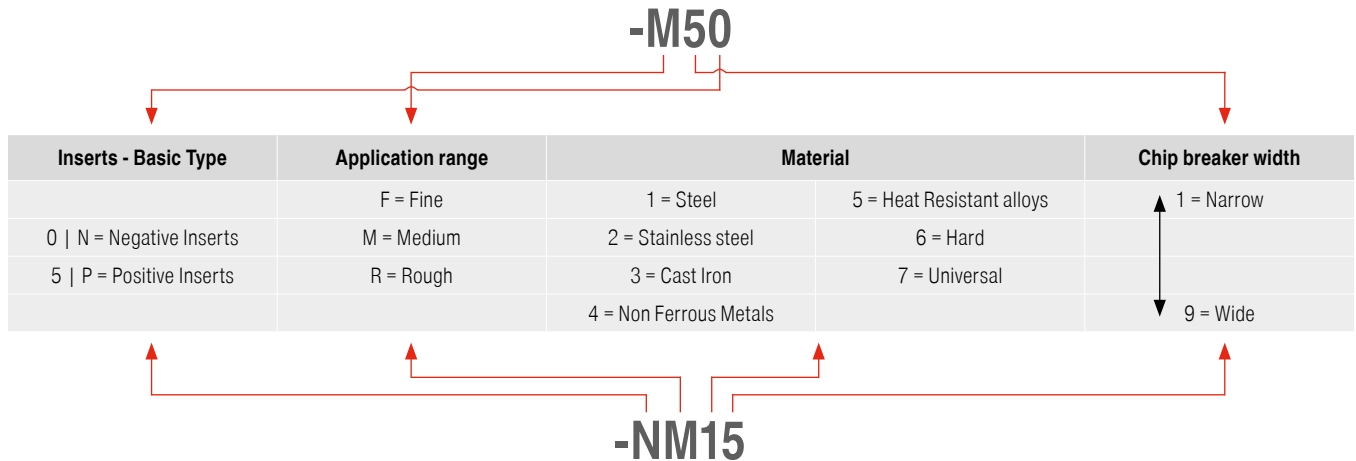 -M50
Inserts - Basic Type Application range Material Chip breaker width
F = Fine 1 = Steel 5 = Heat Resistant alloys 1 = Narrow
0 | N = Negative Inserts M = Medium 2 = Stainless steel 6 = Hard
5 | P = Positive Inserts R = Rough 3 = Cast Iron 7 = Universal
4 = Non Ferrous Metals 9 = Wide
-NM15